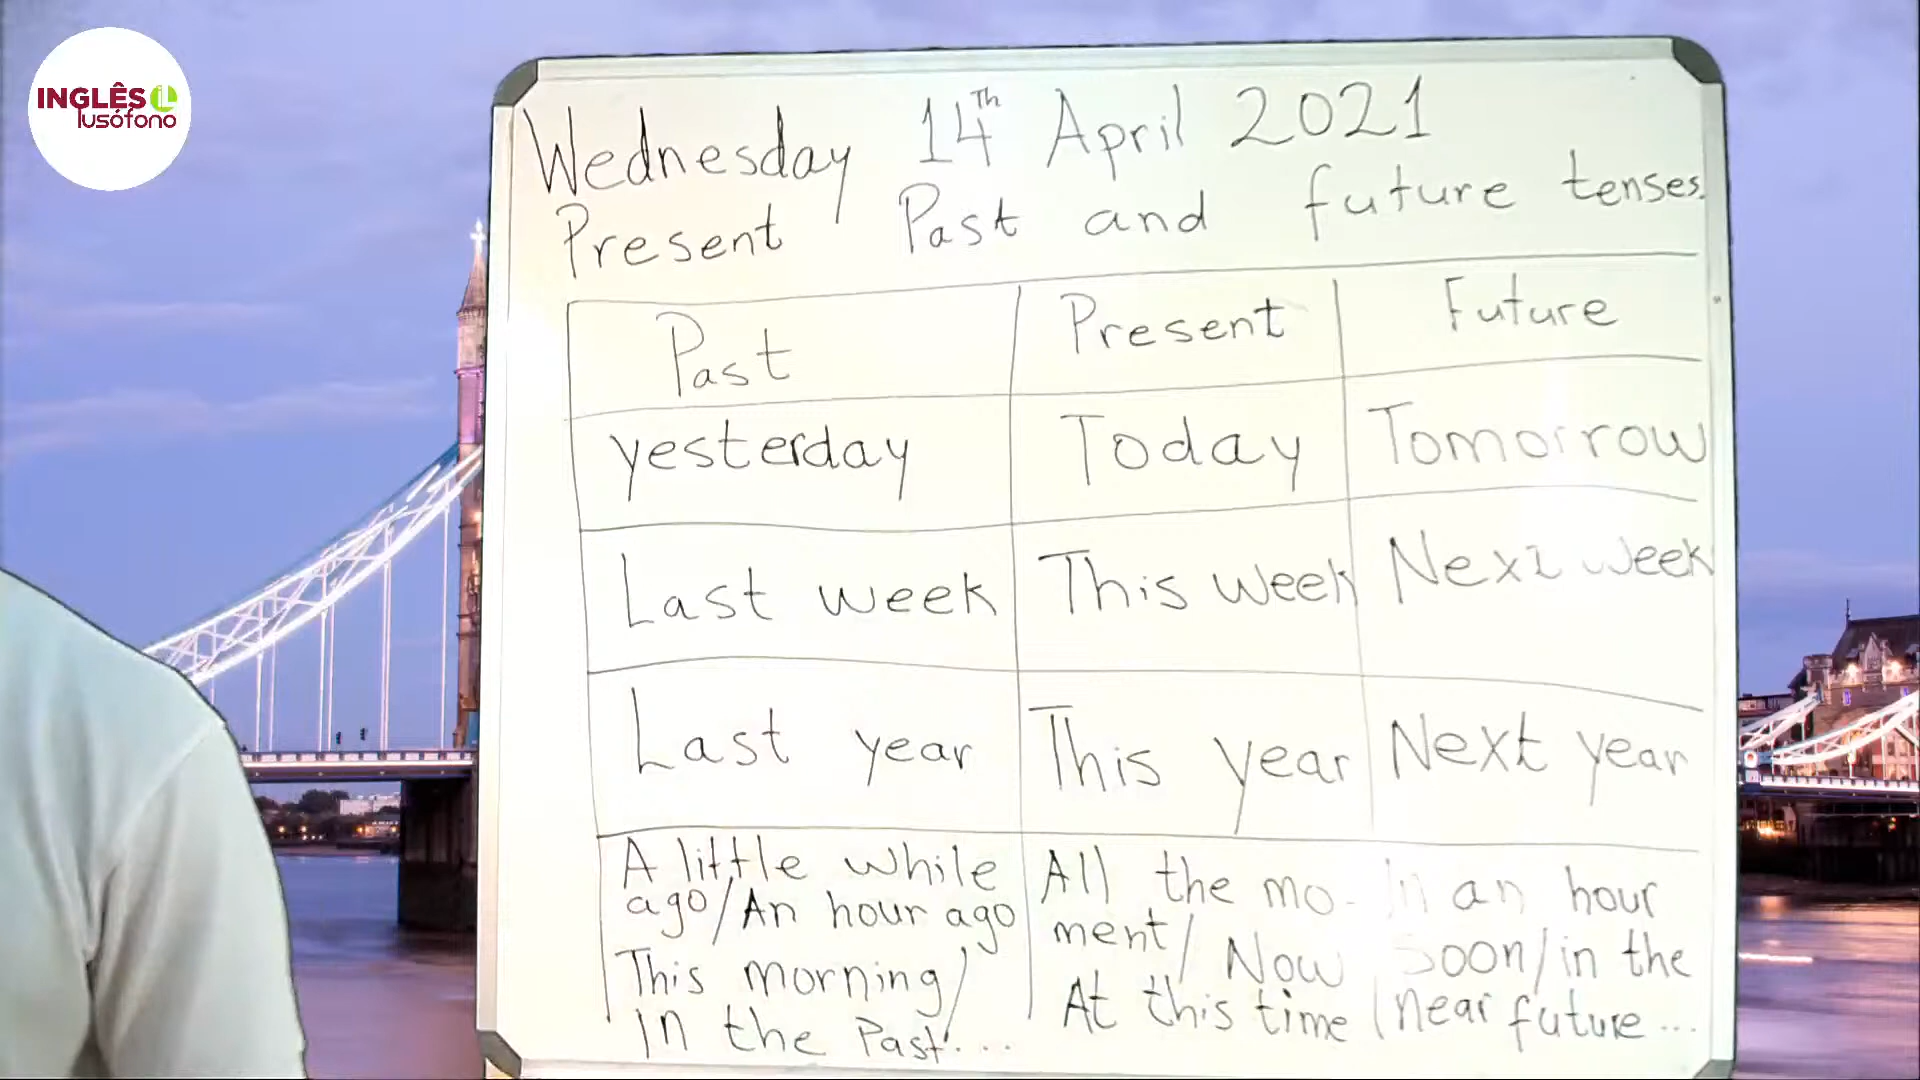 INGLÊS
lusófono
Wednesday 14Th April 2021
Present Past and future tenses.
Past Present Future
yesterday Today Tomorrow
Last week This week Next week
Last year This year Next year
A little while
ago/An hour ago
This morning/
In the Past...
All the mo-
ment/ Now
At this time
In an hour
Soon/in the
near future...